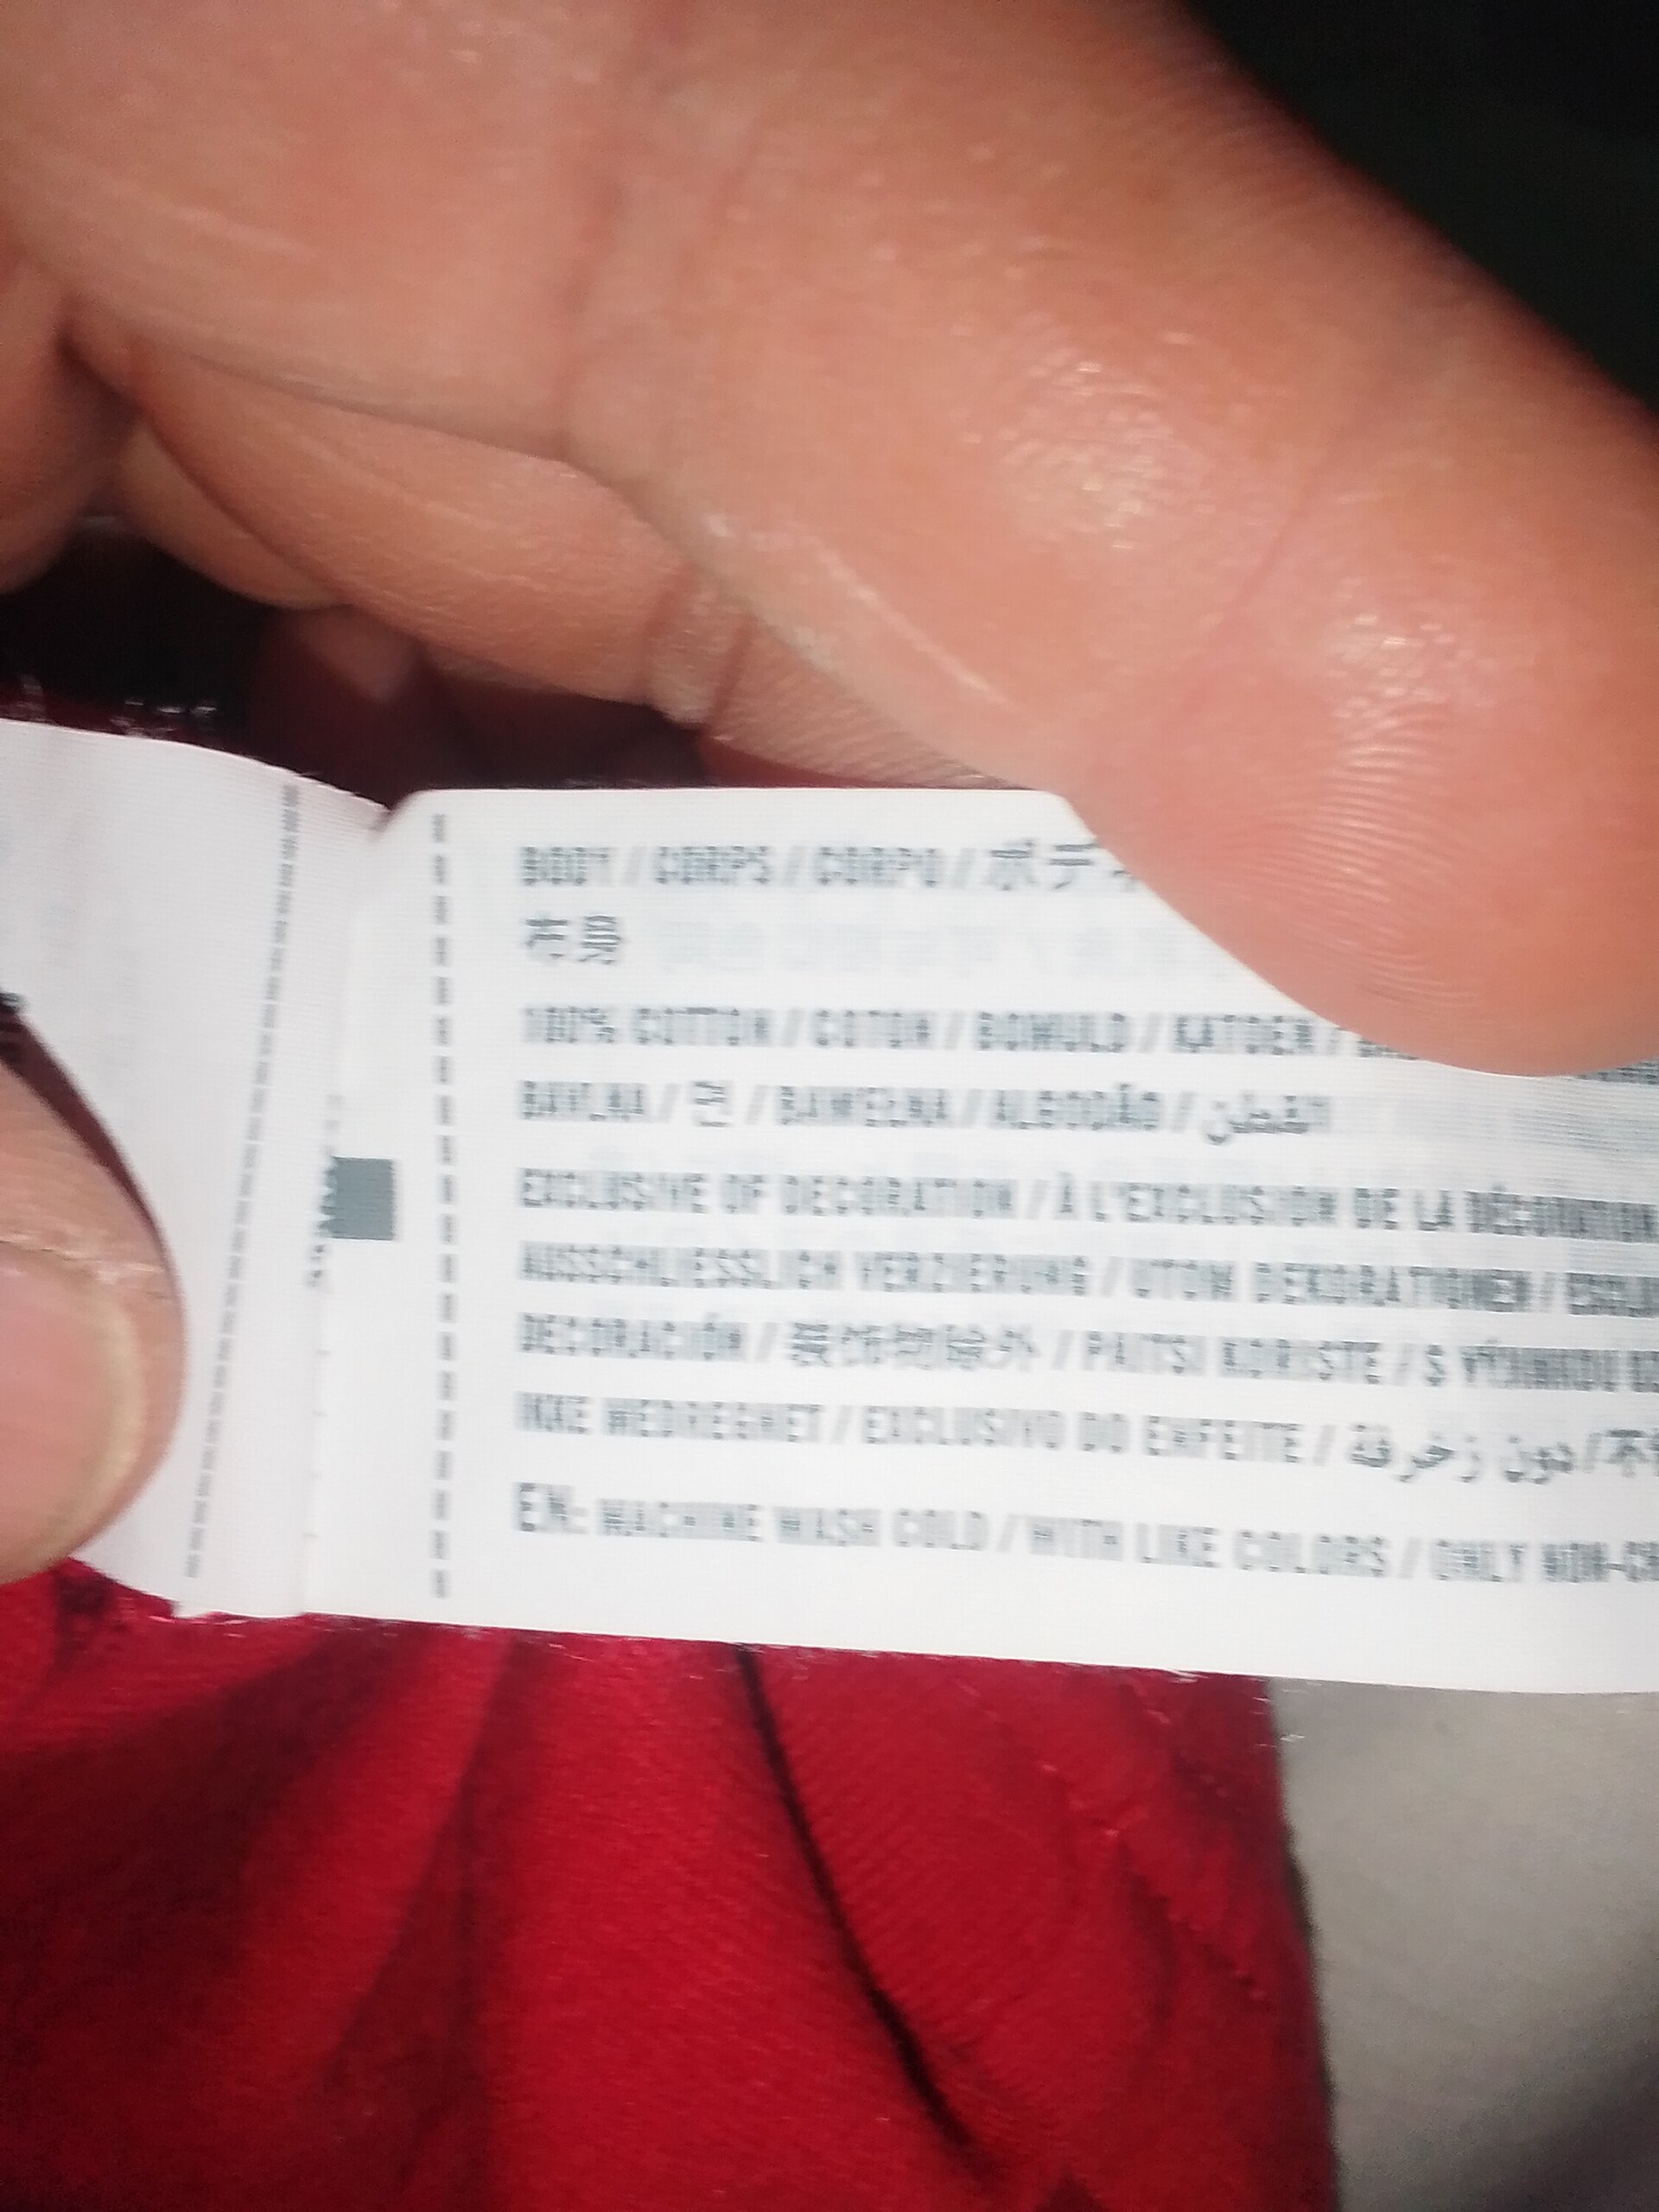 BODY / CORPS / CORPO / ボデ
布身
100% COTTON / COTON / BOMULD / KATOEN /
BAVLNA / 면 / BAWEŁNA / ALGODÃO / القطن
EXCLUSIVE OF DECORATION / À L'EXCLUSION DE LA DÉCORATION
AUSSCHLIESSLICH VERZIERUNG / UTOM DEKORATIONEN /
DECORACIÓN / 装饰物除外 / PAITSI KORISTE / S
IKKE MEDREGNET / EXCLUSIVO DO ENFEITE / دون زخرفة / 不
EN: MACHINE WASH COLD / WITH LIKE COLORS / ONLY NON-CH